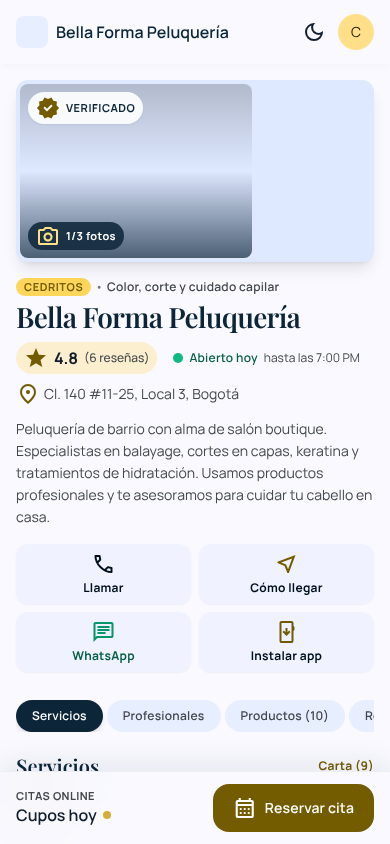 Bella Forma Peluquería
C
VERIFICADO
1/3 fotos
CEDRITOS • Color, corte y cuidado capilar
Bella Forma Peluquería
4.8 (6 reseñas) Abierto hoy hasta las 7:00 PM
Cl. 140 #11-25, Local 3, Bogotá
Peluquería de barrio con alma de salón boutique.
Especialistas en balayage, cortes en capas, keratina y
tratamientos de hidratación. Usamos productos
profesionales y te asesoramos para cuidar tu cabello en
casa.
Llamar
Cómo llegar
WhatsApp
Instalar app
Servicios Profesionales Productos (10)
Servicios Carta (9)
CITAS ONLINE
Cupos hoy
Reservar cita